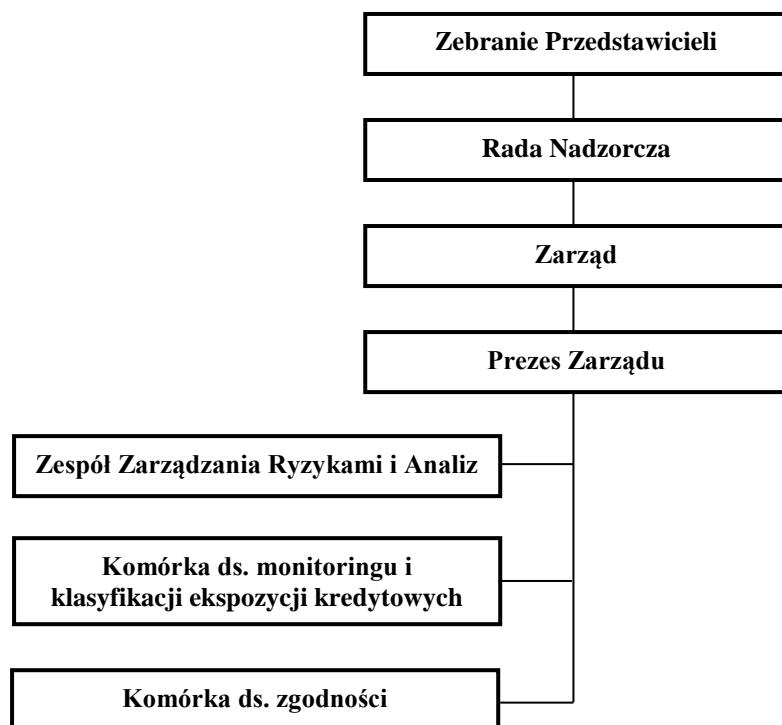 Zebranie Przedstawicieli
Rada Nadzorcza
Zarząd
Prezes Zarządu
Zespół Zarządzania Ryzykami i Analiz
Komórka ds. monitoringu i
klasyfikacji ekspozycji kredytowych
Komórka ds. zgodności